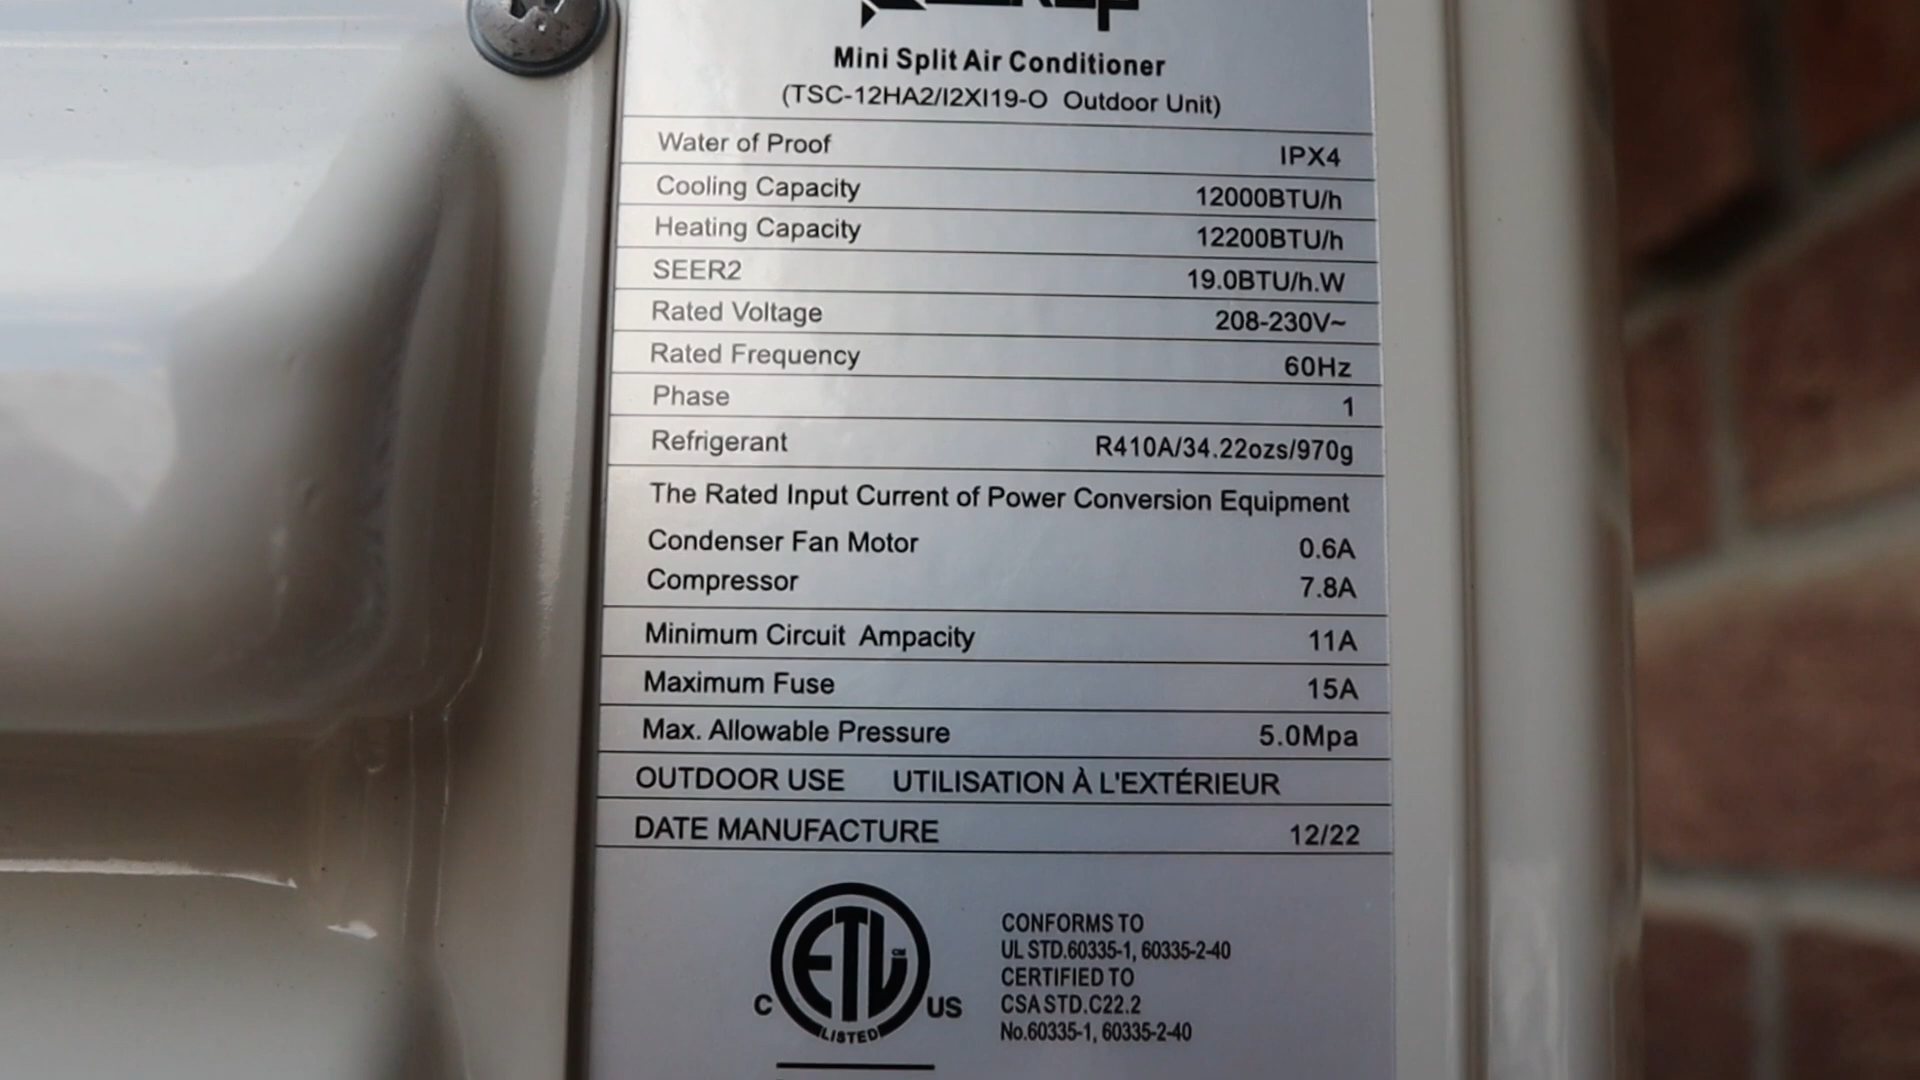 Mini Split Air Conditioner
(TSC-12HA2/I2XI19-O Outdoor Unit)
Water of Proof IPX4
Cooling Capacity 12000BTU/h
Heating Capacity 12200BTU/h
SEER2 19.0BTU/h.W
Rated Voltage 208-230V~
Rated Frequency 60Hz
Phase 1
Refrigerant R410A/34.22ozs/970g
The Rated Input Current of Power Conversion Equipment
Condenser Fan Motor 0.6A
Compressor 7.8A
Minimum Circuit Ampacity 11A
Maximum Fuse 15A
Max. Allowable Pressure 5.0Mpa
OUTDOOR USE UTILISATION À L'EXTÉRIEUR
DATE MANUFACTURE 12/22
C ETL CM US
LISTED
CONFORMS TO
UL STD.60335-1, 60335-2-40
CERTIFIED TO
CSA STD.C22.2
No.60335-1, 60335-2-40